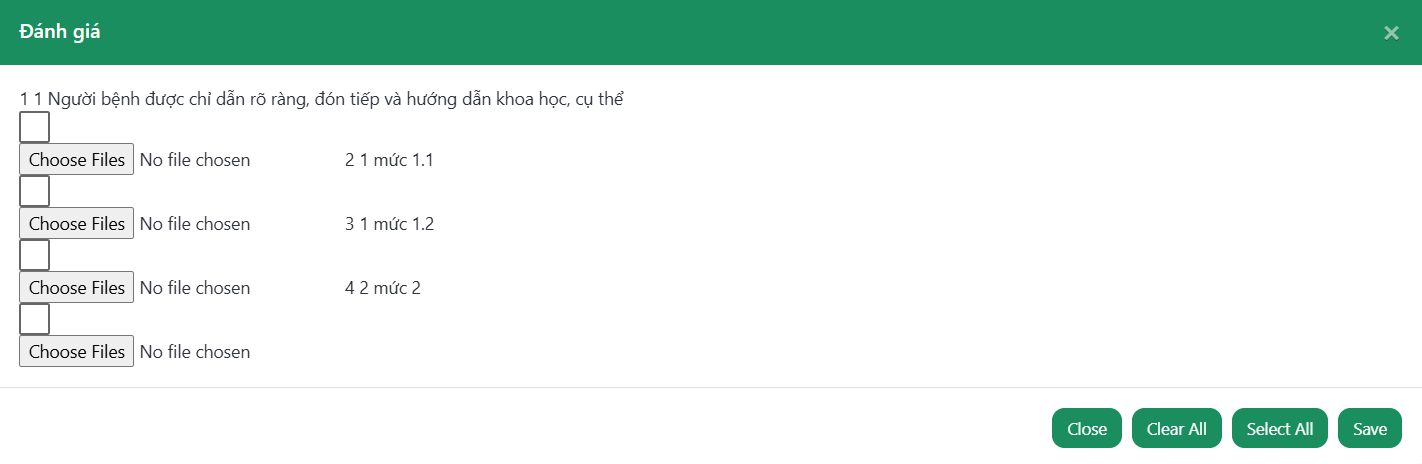 Đánh giá ×
1 1 Người bệnh được chỉ dẫn rõ ràng, đón tiếp và hướng dẫn khoa học, cụ thể
Choose Files No file chosen 2 1 mức 1.1
Choose Files No file chosen 3 1 mức 1.2
Choose Files No file chosen 4 2 mức 2
Choose Files No file chosen
Close Clear All Select All Save